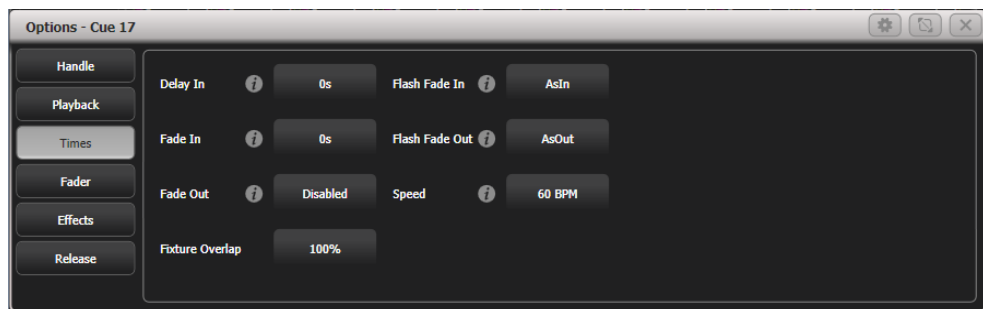 Options - Cue 17
Handle
Playback
Times
Fader
Effects
Release
Delay In 0s Flash Fade In AsIn
Fade In 0s Flash Fade Out AsOut
Fade Out Disabled Speed 60 BPM
Fixture Overlap 100%